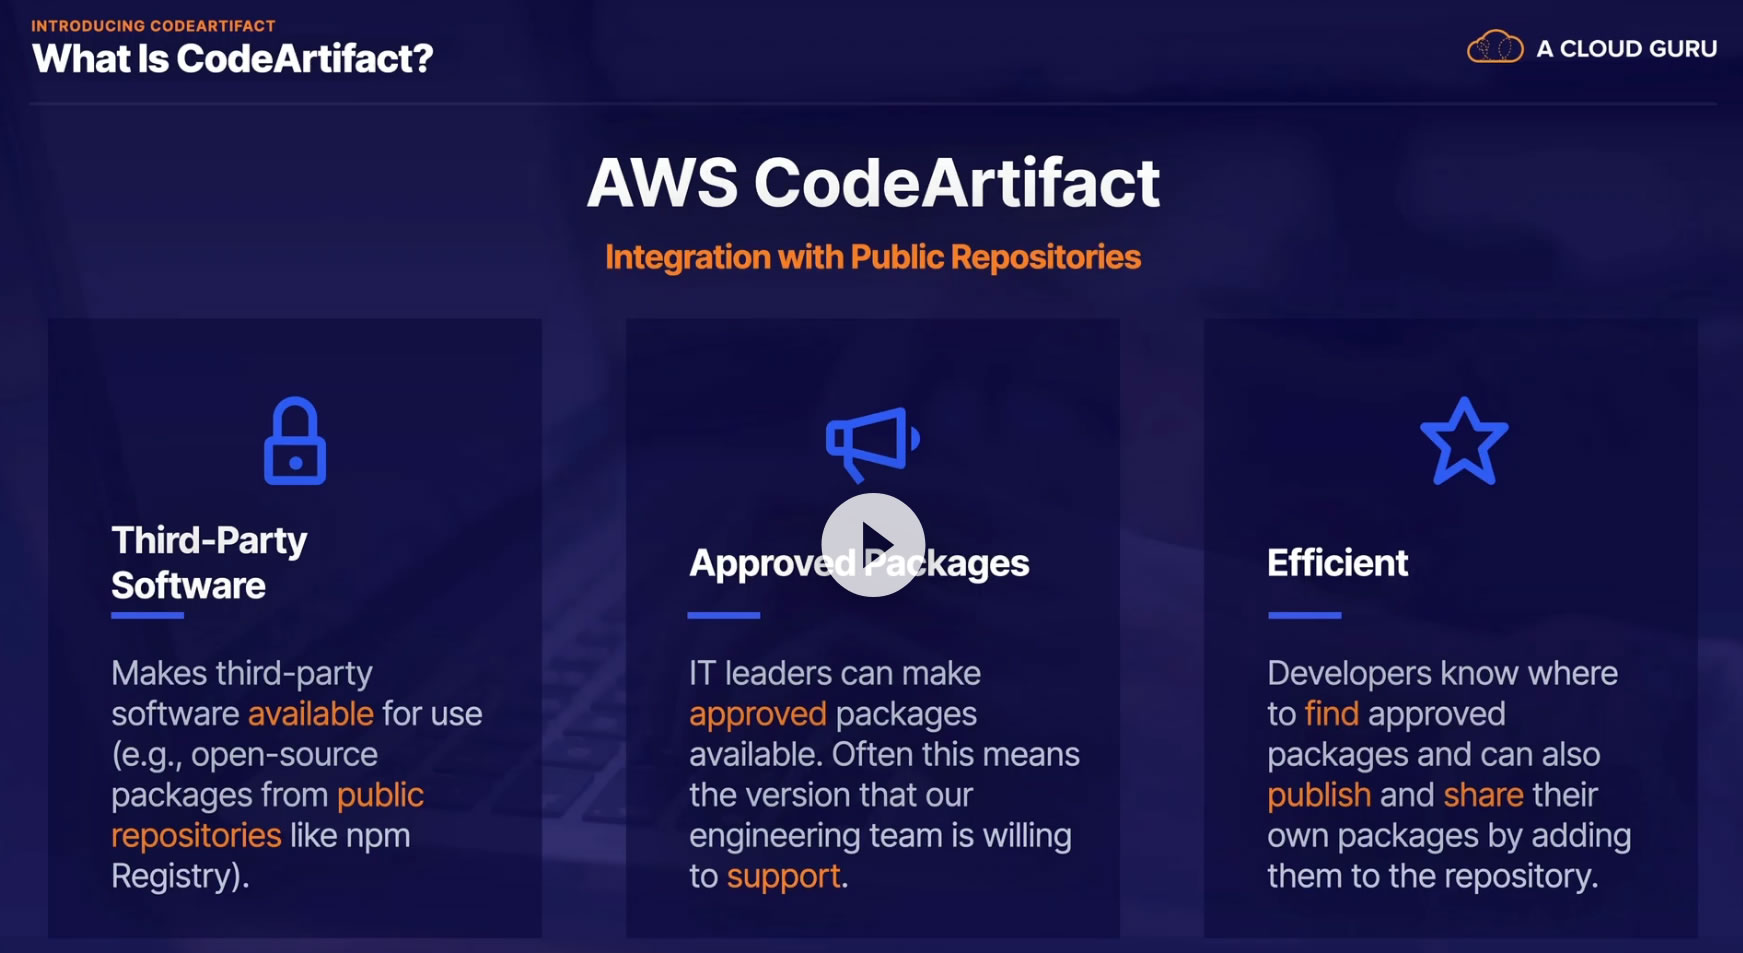 INTRODUCING CODEARTIFACT
What Is CodeArtifact?
A CLOUD GURU
AWS CodeArtifact
Integration with Public Repositories
Third-Party
Software
Makes third-party
software available for use
(e.g., open-source
packages from public
repositories like npm
Registry).
Approved Packages
IT leaders can make
approved packages
available. Often this means
the version that our
engineering team is willing
to support.
Efficient
Developers know where
to find approved
packages and can also
publish and share their
own packages by adding
them to the repository.